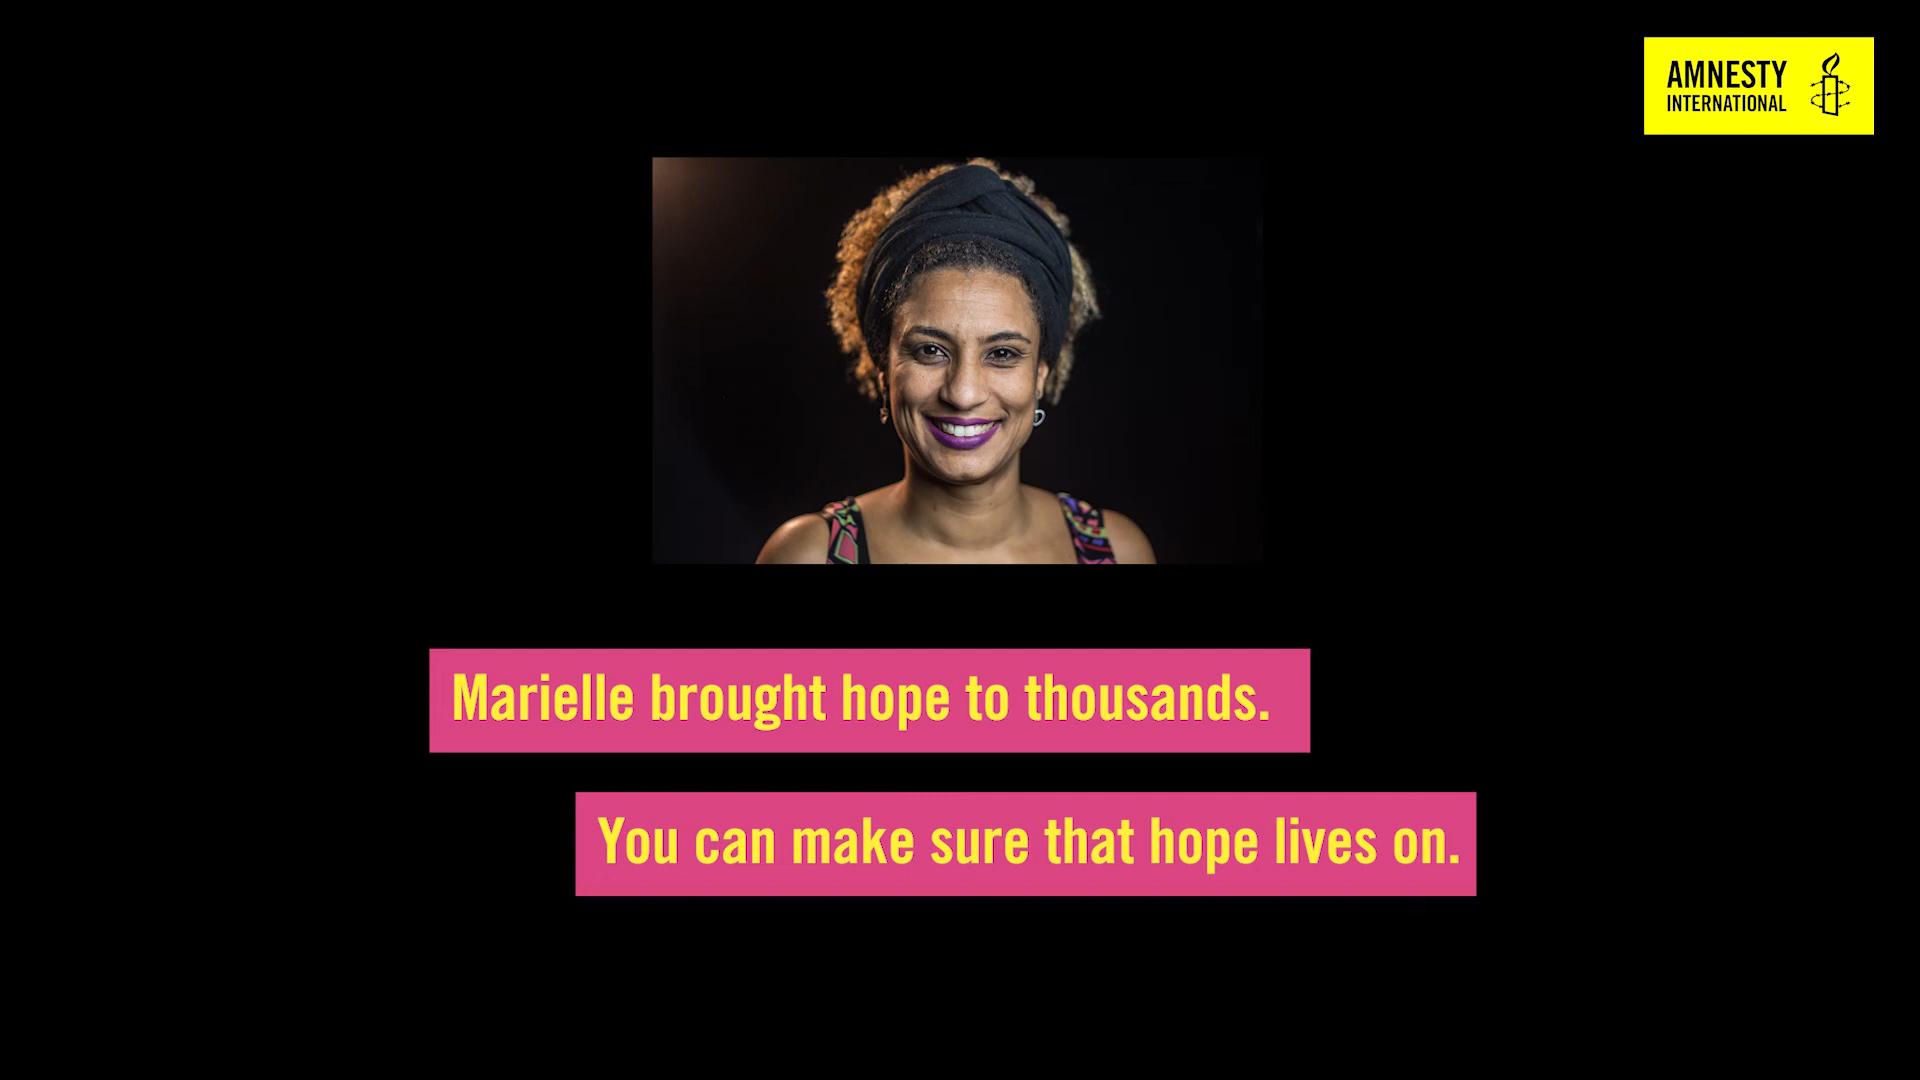 AMNESTY
INTERNATIONAL
Marielle brought hope to thousands.
You can make sure that hope lives on.